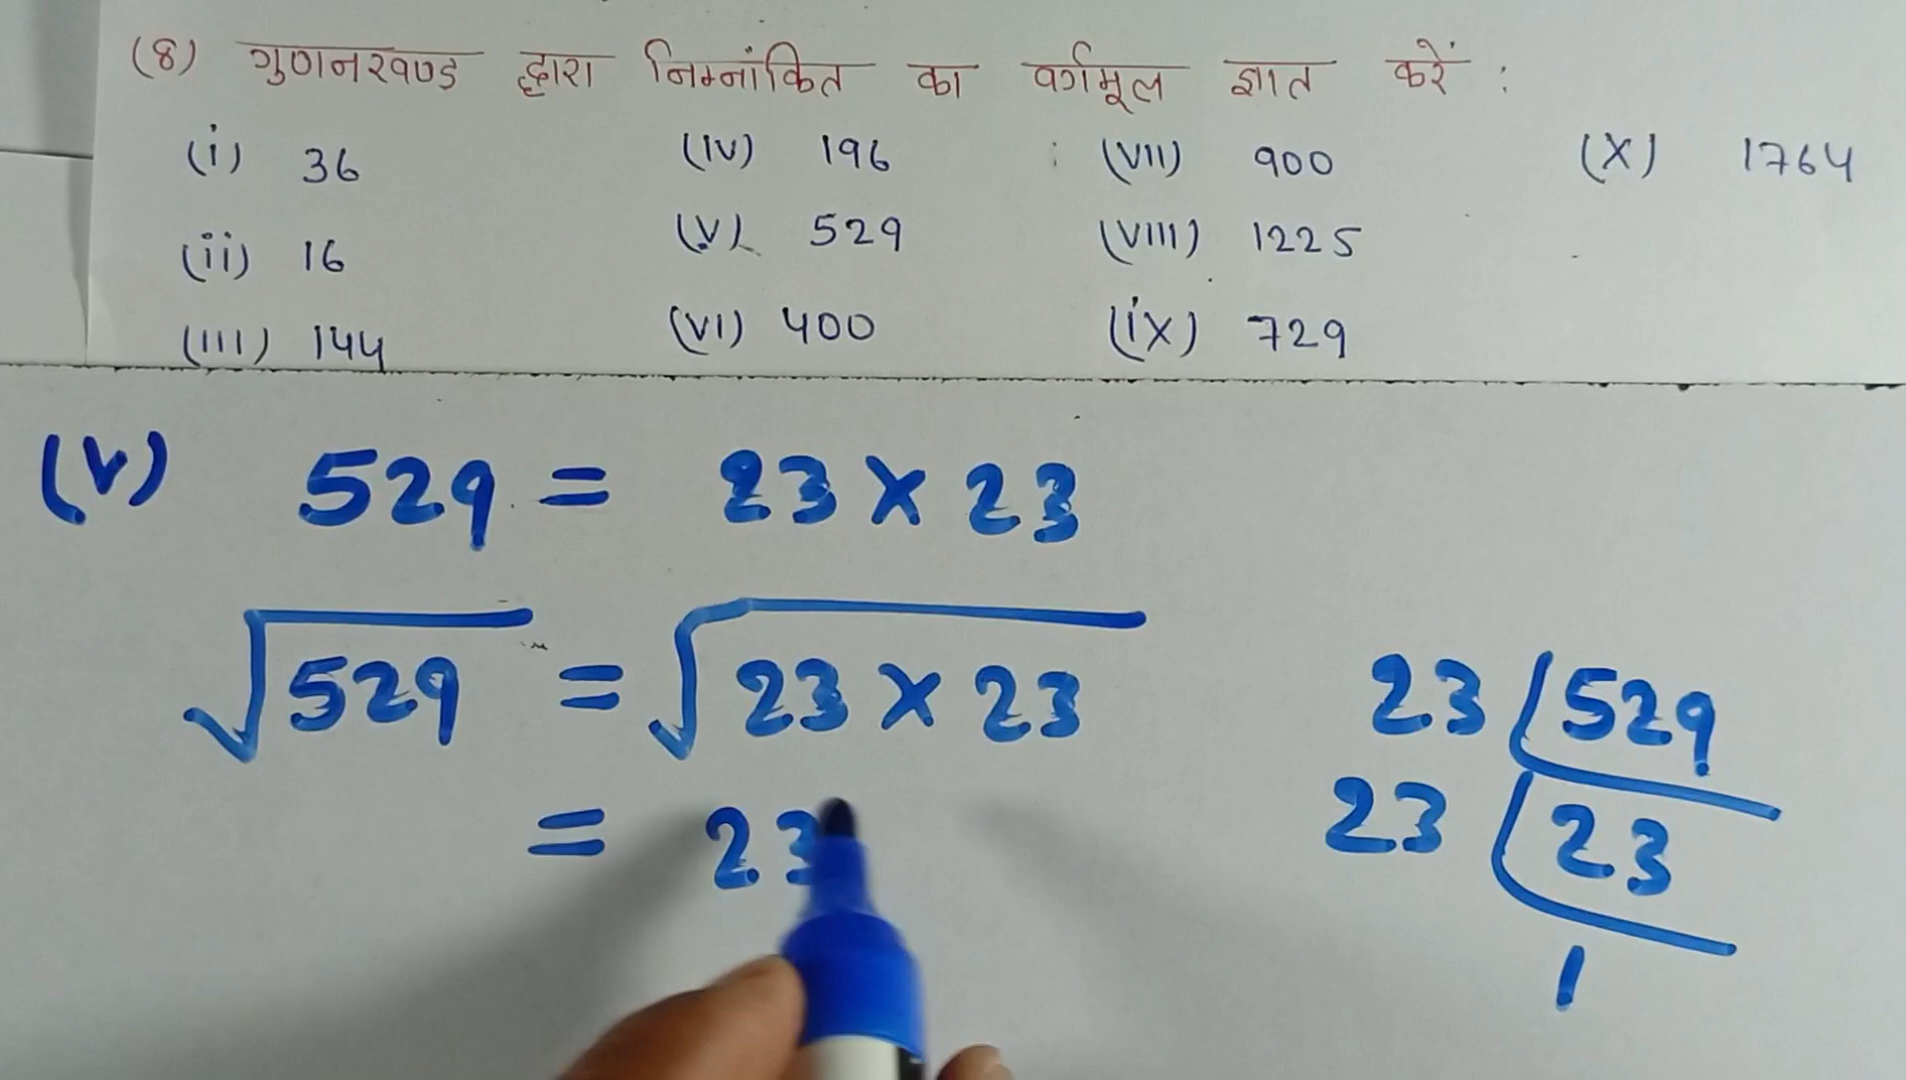 (8) गुणनखण्ड द्वारा निम्नांकित का वर्गमूल ज्ञात करें :
(i) 36 (IV) 196 (VII) 900 (X) 1764
(ii) 16 (V) 529 (VIII) 1225
(III) 144 (VI) 400 (ix) 729
(V) 529 = 23 × 23
√529 = √23 × 23
= 23
23 529
23 23
1